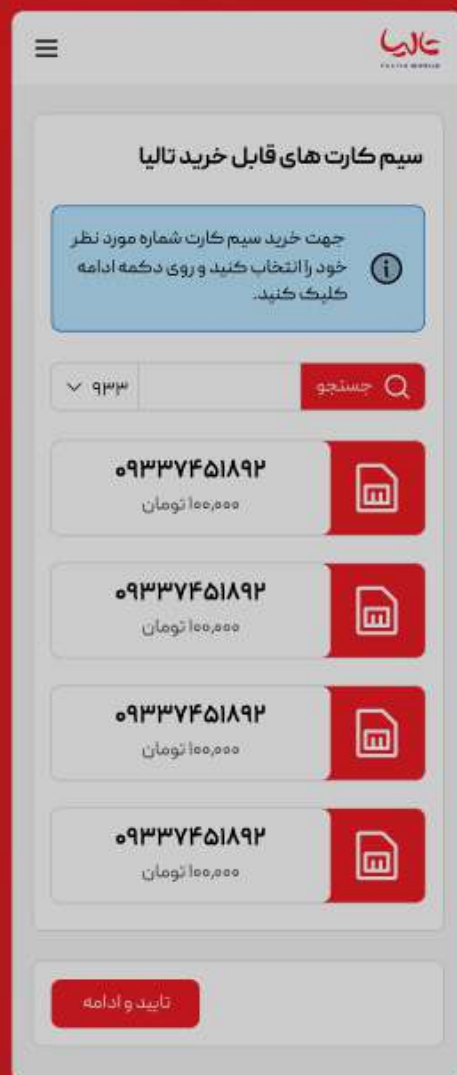 تالیا
سیم کارت های قابل خرید تالیا
جهت خرید سیم کارت شماره مورد نظر
خود را انتخاب کنید و روی دکمه ادامه
کلیک کنید.
جستجو
۹۳۳
۰۹۳۳۷۴۵۱۸۹۲
۱۰۰,۰۰۰ تومان
۰۹۳۳۷۴۵۱۸۹۲
۱۰۰,۰۰۰ تومان
۰۹۳۳۷۴۵۱۸۹۲
۱۰۰,۰۰۰ تومان
۰۹۳۳۷۴۵۱۸۹۲
۱۰۰,۰۰۰ تومان
تایید و ادامه